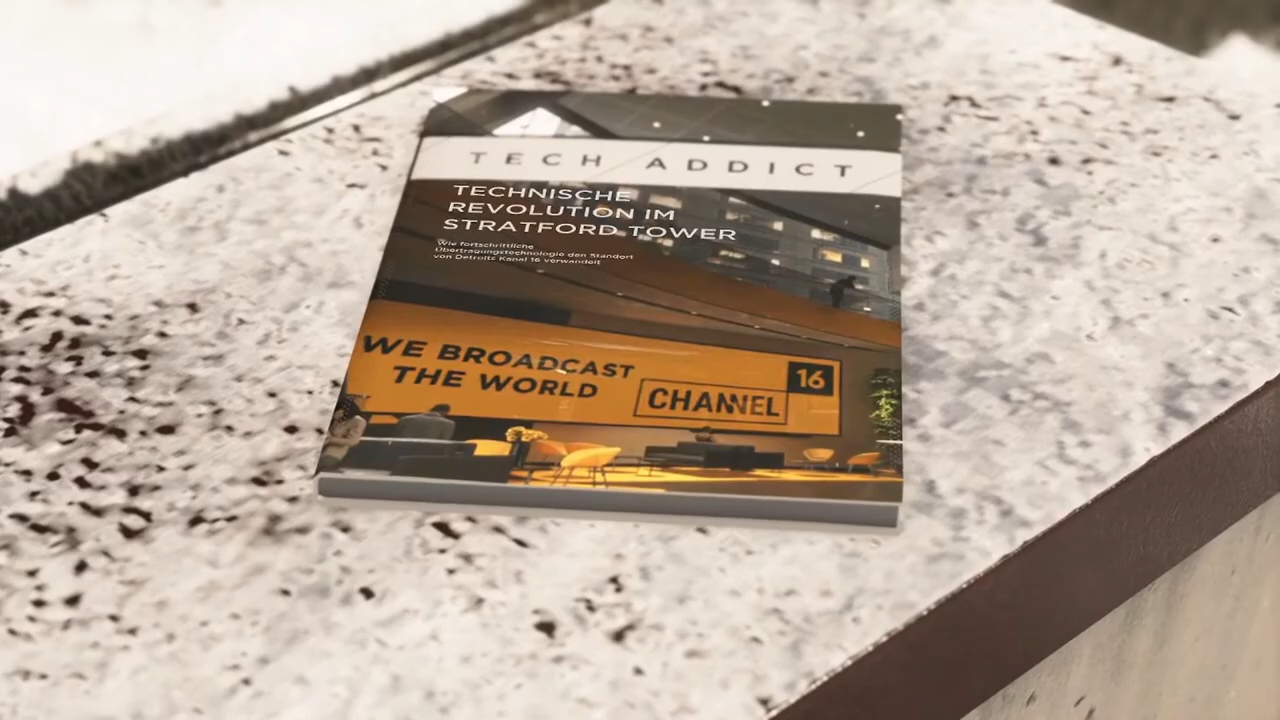 TECH ADDICT
TECHNISCHE
REVOLUTION IM
STRATFORD TOWER
Wie fortschrittliche
Übertragungstechnologie den Standort
von Detroits Kanal 16 verwandelt
WE BROADCAST
THE WORLD
16
CHANNEL